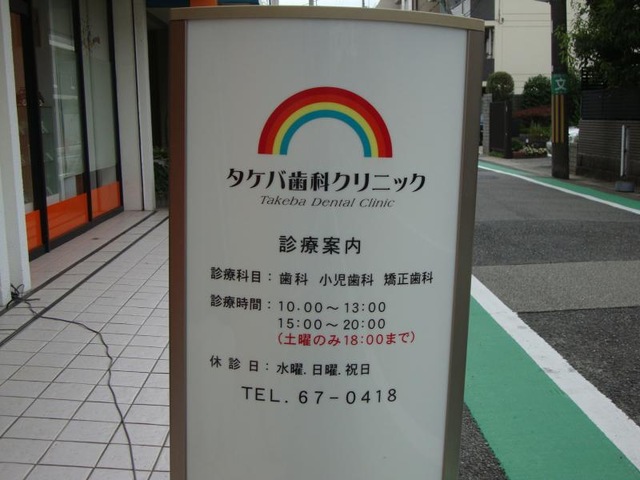 タケバ歯科クリニック
Takeba Dental Clinic
診療案内
診療科目：歯科 小児歯科 矯正歯科
診療時間：10.00～13:00
15:00～20:00
(土曜のみ18:00まで)
休診日：水曜.日曜.祝日
TEL.67-0418
文